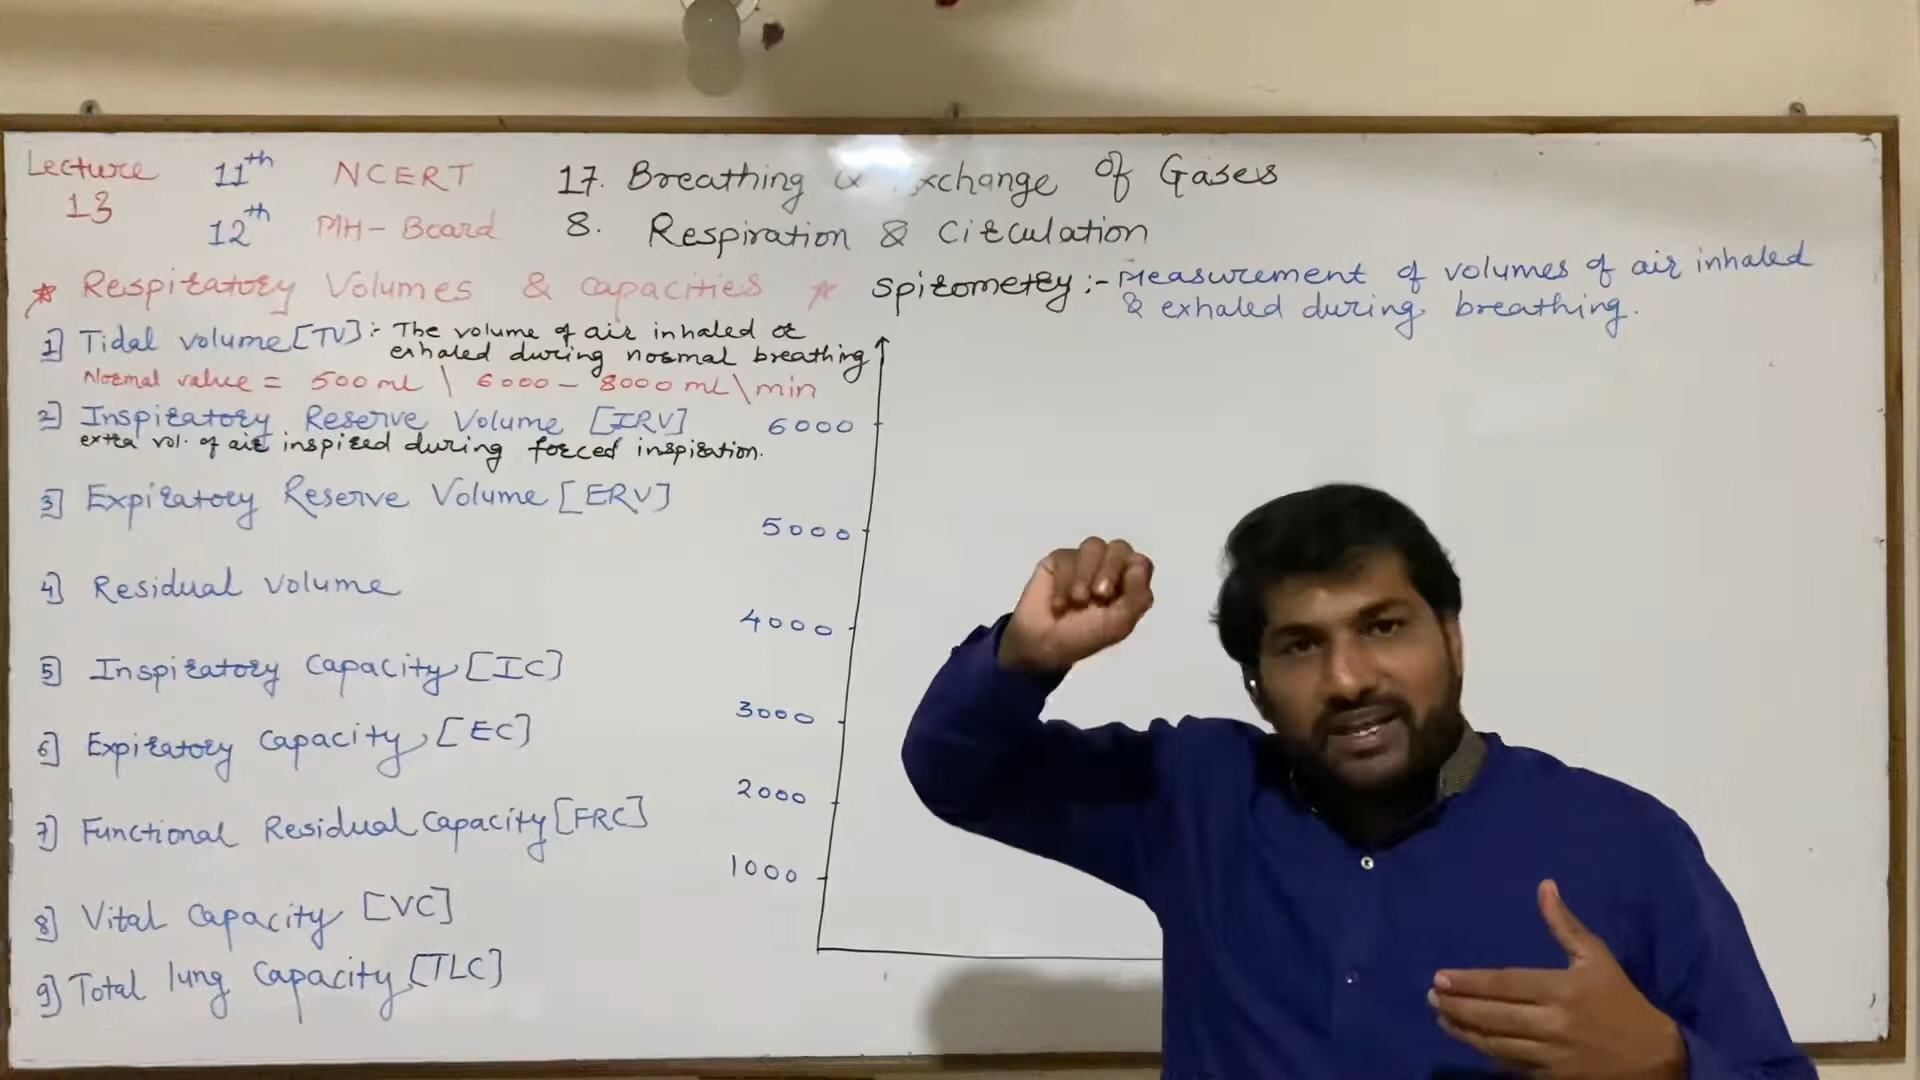 Lecture 13
11th NCERT 17. Breathing & xchange of Gases
12th MH-Board 8. Respiration & Circulation
* Respiratory Volumes & capacities *
Spirometry :- Measurement of volumes of air inhaled
& exhaled during breathing.
1] Tidal volume [TV] :- The volume of air inhaled or
exhaled during normal breathing
Normal value = 500 mL \ 6000 - 8000 mL\min
2] Inspiratory Reserve Volume [IRV]
extra vol. of air inspired during forced inspiration.
3] Expiratory Reserve Volume [ERV]
4] Residual volume
5] Inspiratory Capacity [IC]
6] Expiratory Capacity [EC]
7] Functional Residual Capacity [FRC]
8] Vital Capacity [VC]
9] Total lung Capacity [TLC]
6000
5000
4000
3000
2000
1000